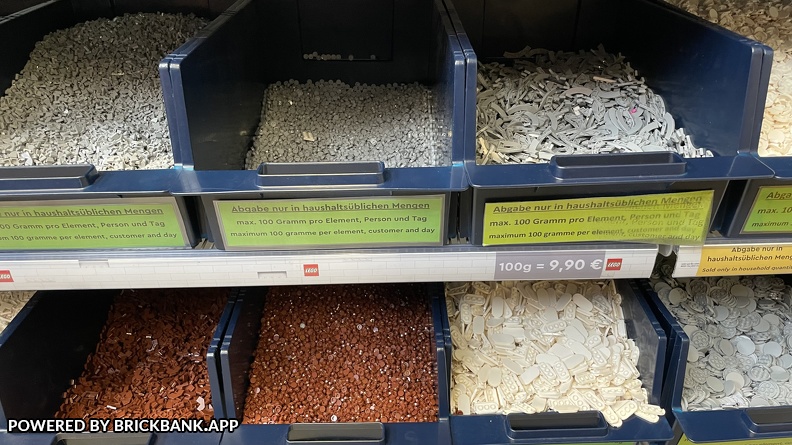 Abgabe nur in haushaltsüblichen Mengen
max. 100 Gramm pro Element, Person und Tag
maximum 100 gramme per element, customer and day
Abgabe nur in haushaltsüblichen Mengen
max. 100 Gramm pro Element, Person und Tag
maximum 100 gramme per element, customer and day
Abgabe nur in haushaltsüblichen Mengen
max. 100 Gramm pro Element, Person und Tag
maximum 100 gramme per element, customer and day
Abgabe nur in
haushaltsüblichen Mengen
Sold only in household
LEGO
LEGO
100g = 9,90 €
LEGO
POWERED BY BRICKBANK.APP